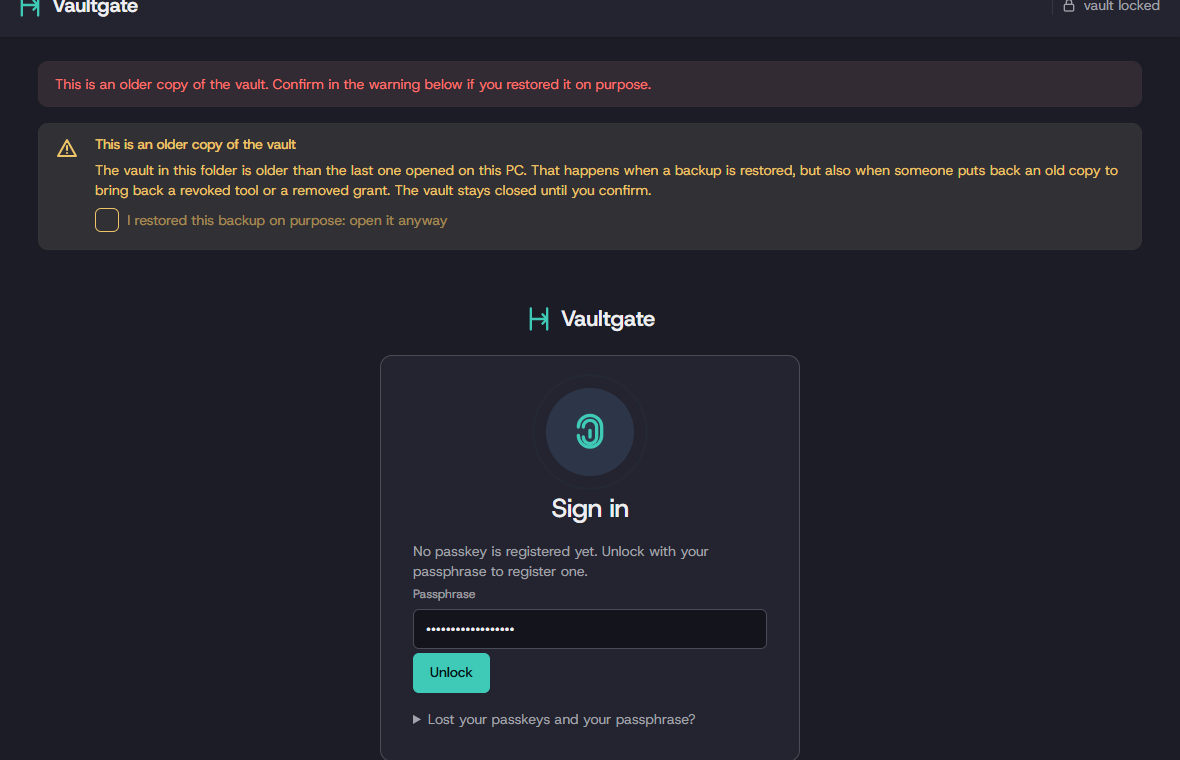 Vaultgate
vault locked
This is an older copy of the vault. Confirm in the warning below if you restored it on purpose.
This is an older copy of the vault
The vault in this folder is older than the last one opened on this PC. That happens when a backup is restored, but also when someone puts back an old copy to
bring back a revoked tool or a removed grant. The vault stays closed until you confirm.
I restored this backup on purpose: open it anyway
Vaultgate
Sign in
No passkey is registered yet. Unlock with your
passphrase to register one.
Passphrase
••••••••••••••••••
Unlock
Lost your passkeys and your passphrase?